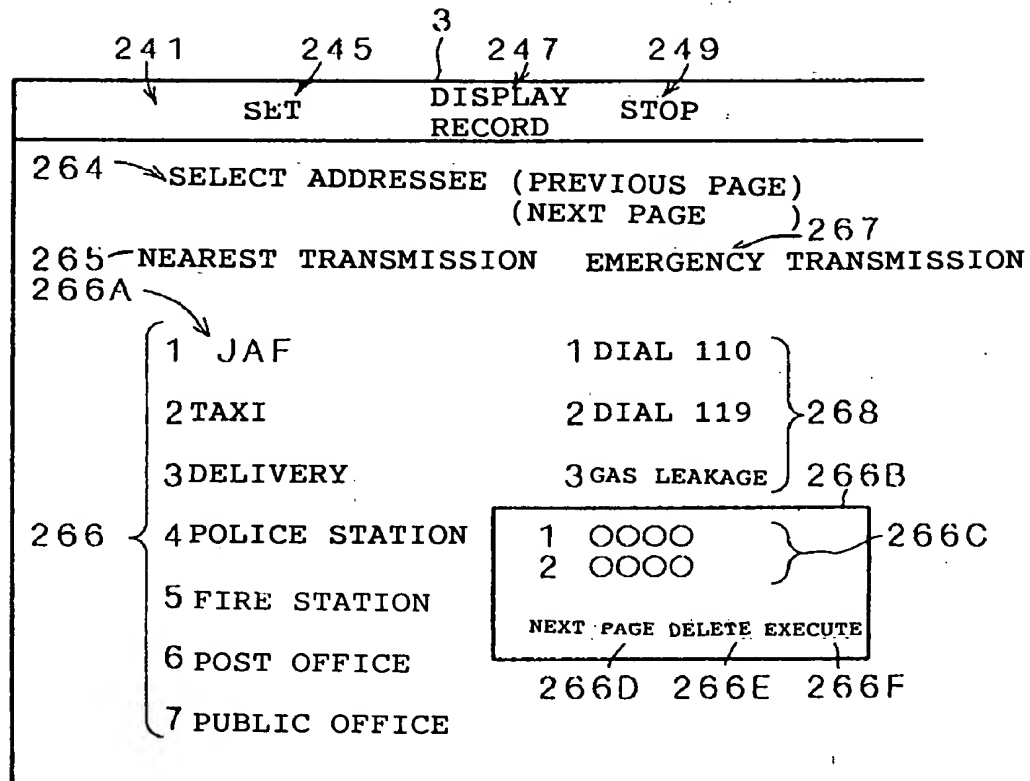 3
241 245 247 249
SET DISPLAY RECORD STOP
264 SELECT ADDRESSEE (PREVIOUS PAGE)
(NEXT PAGE )
267
265 NEAREST TRANSMISSION EMERGENCY TRANSMISSION
266A
1 JAF 1 DIAL 110
2 TAXI 2 DIAL 119 268
3 DELIVERY 3 GAS LEAKAGE 266B
266 4 POLICE STATION 1 OOOO 266C
2 OOOO
5 FIRE STATION
NEXT PAGE DELETE EXECUTE
6 POST OFFICE
266D 266E 266F
7 PUBLIC OFFICE